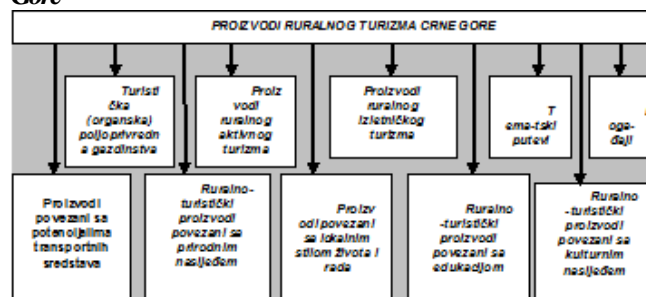 Gore
PROIZVODI RURALNOG TURIZMA CRNE GORE
Turisti
čka
(organska)
poljoprivredn
a gazdinstva
Proiz
vodi
ruralnog
aktivnog
turizma
Proizvodi
ruralnog
izletničkog
turizma
T
ema-tski
putevi
oga-
đaji
Proizvodi
povezani sa
potencijalima
transportnih
sredstava
Ruralno-
turistički
proizvodi
povezani sa
prirodnim
nasljeđem
Proizv
odi povezani
sa lokalnim
stilom života i
rada
Ruralno
-turistički
proizvodi
povezani sa
edukacijom
Ruralno
-turistički
proizvodi
povezani sa
kulturnim
nasljeđem